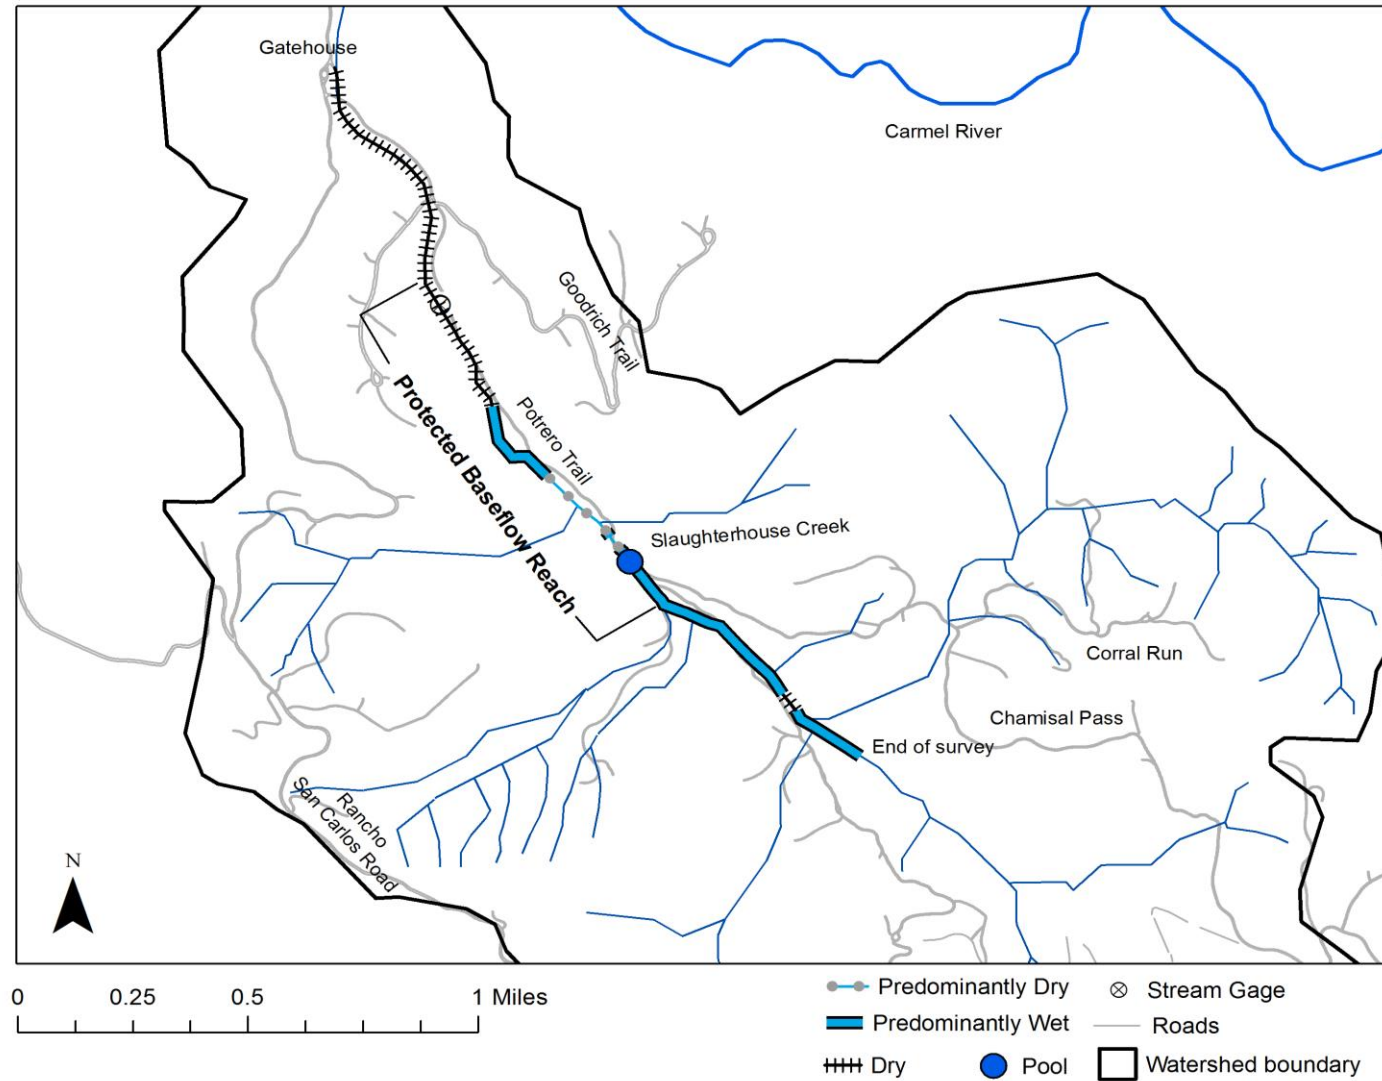 Gatehouse
Carmel River
Goodrich Trail
Potrero Trail
Protected Baseflow Reach
Slaughterhouse Creek
Corral Run
Chamisal Pass
End of survey
Rancho
San Carlos Road
N
0 0.25 0.5 1 Miles
Predominantly Dry
Stream Gage
Predominantly Wet
Roads
Dry
Pool
Watershed boundary